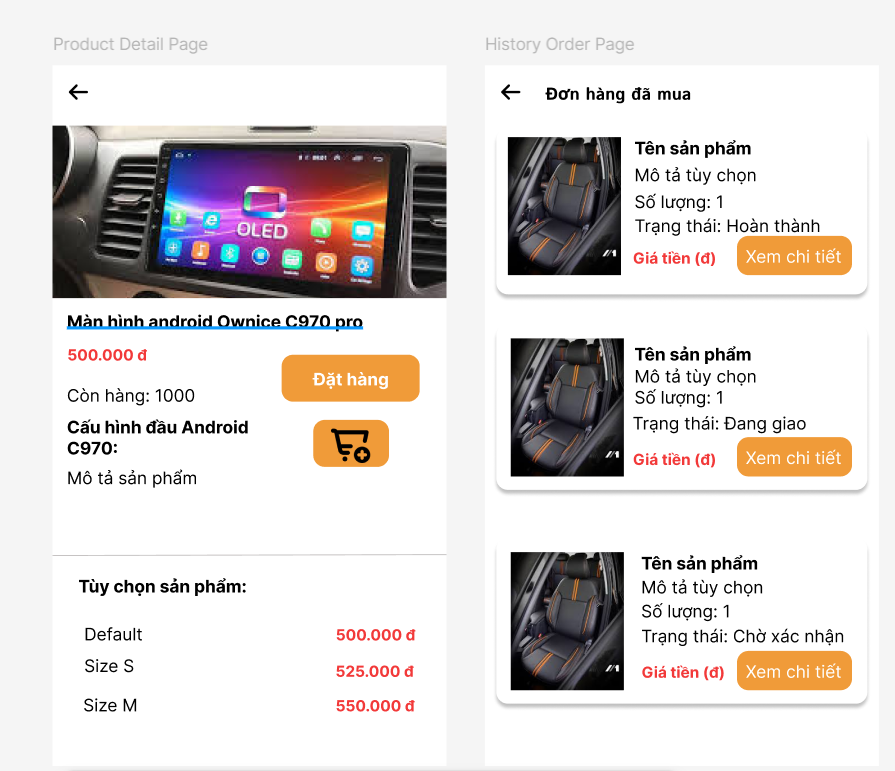 Product Detail Page
OLED
Màn hình android Ownice C970 pro
500.000 đ
Đặt hàng
Còn hàng: 1000
Cấu hình đầu Android
C970:
Mô tả sản phẩm
Tùy chọn sản phẩm:
Default 500.000 đ
Size S 525.000 đ
Size M 550.000 đ
History Order Page
Đơn hàng đã mua
Tên sản phẩm
Mô tả tùy chọn
Số lượng: 1
Trạng thái: Hoàn thành
Giá tiền (đ) Xem chi tiết
Tên sản phẩm
Mô tả tùy chọn
Số lượng: 1
Trạng thái: Đang giao
Giá tiền (đ) Xem chi tiết
Tên sản phẩm
Mô tả tùy chọn
Số lượng: 1
Trạng thái: Chờ xác nhận
Giá tiền (đ) Xem chi tiết